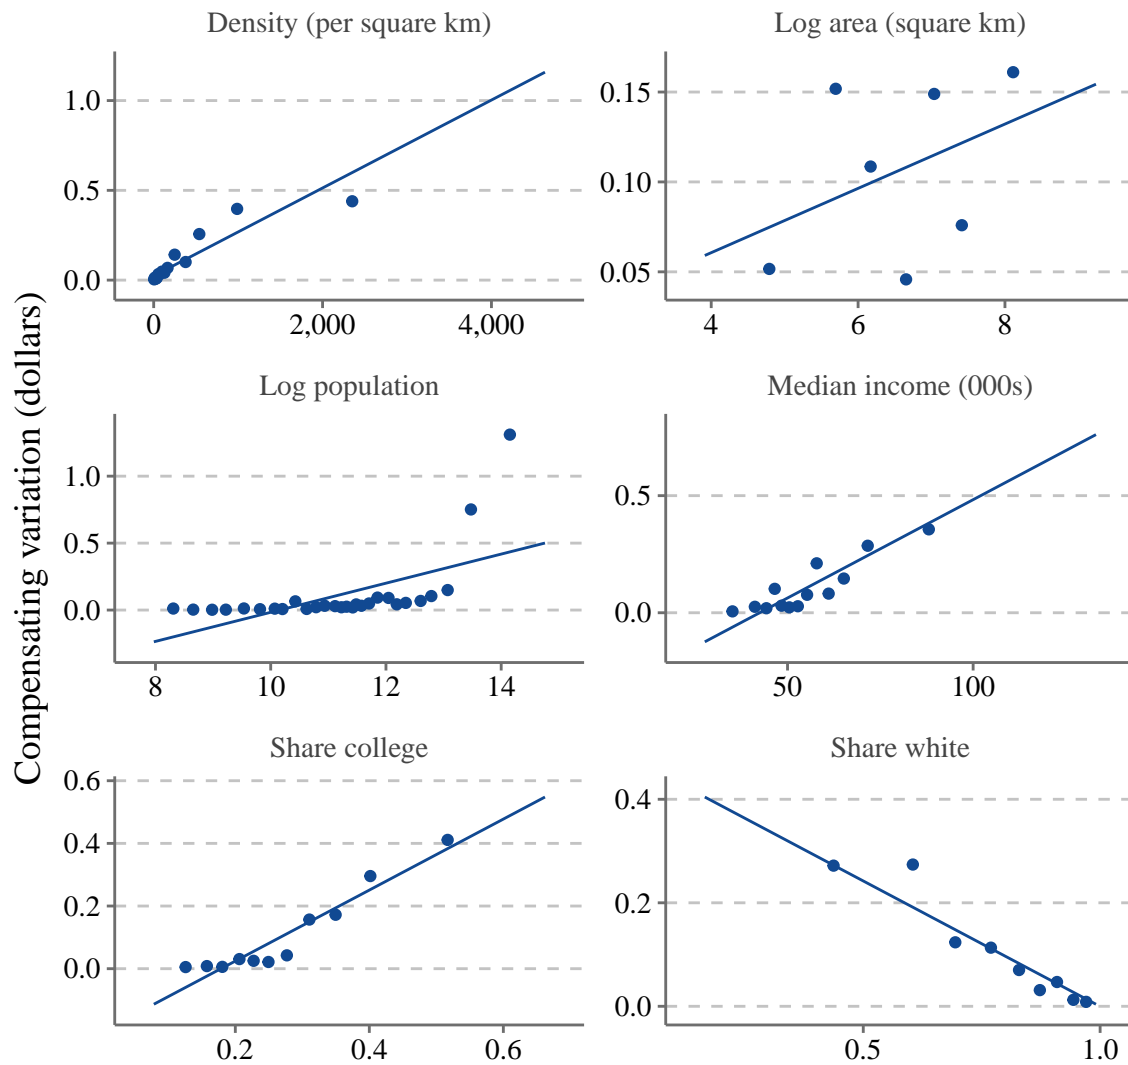 Compensating variation (dollars)
Density (per square km)
1.0
0.5
0.0
0 2,000 4,000
Log area (square km)
0.15
0.10
0.05
4 6 8
Log population
1.0
0.5
0.0
8 10 12 14
Median income (000s)
0.5
0.0
50 100
Share college
0.6
0.4
0.2
0.0
0.2 0.4 0.6
Share white
0.4
0.2
0.0
0.5 1.0